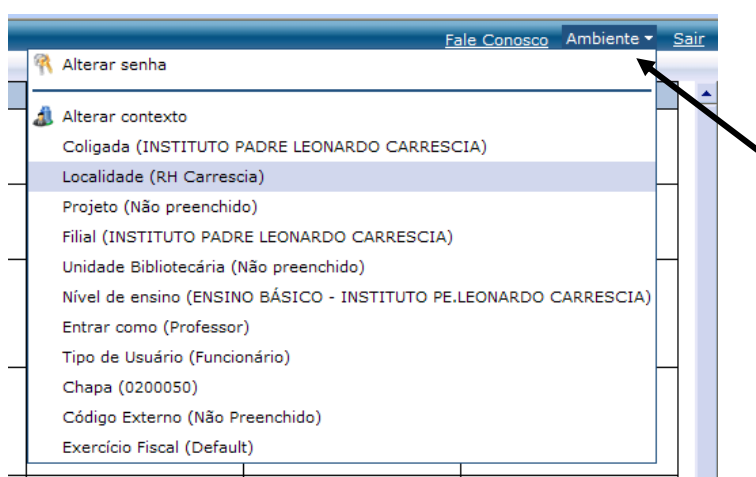 Fale Conosco Ambiente Sair
Alterar senha
Alterar contexto
Coligada (INSTITUTO PADRE LEONARDO CARRESCIA)
Localidade (RH Carrescia)
Projeto (Não preenchido)
Filial (INSTITUTO PADRE LEONARDO CARRESCIA)
Unidade Bibliotecária (Não preenchido)
Nível de ensino (ENSINO BÁSICO - INSTITUTO PE.LEONARDO CARRESCIA)
Entrar como (Professor)
Tipo de Usuário (Funcionário)
Chapa (0200050)
Código Externo (Não Preenchido)
Exercício Fiscal (Default)